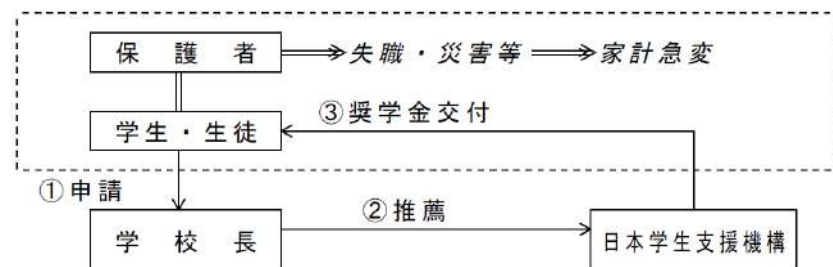 保護者
失職・災害等
家計急変
学生・生徒
③奨学金交付
①申請
②推薦
学校長
日本学生支援機構